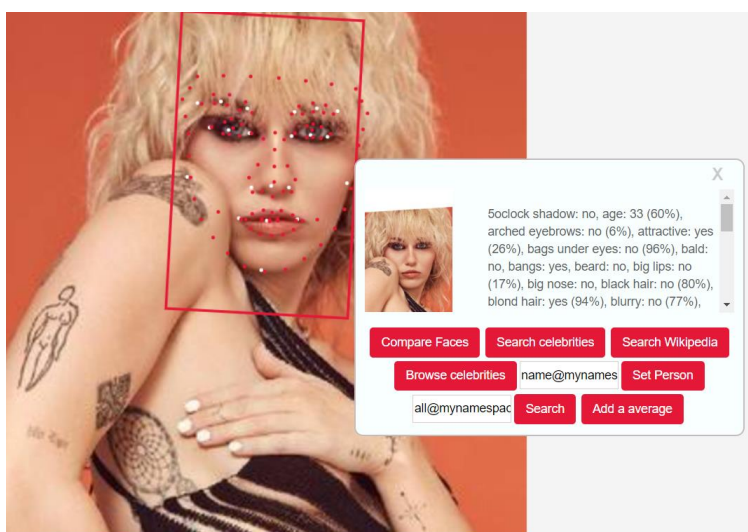 X
5oclock shadow: no, age: 33 (60%),
arched eyebrows: no (6%), attractive: yes
(26%), bags under eyes: no (96%), bald:
no, bangs: yes, beard: no, big lips: no
(17%), big nose: no, black hair: no (80%),
blond hair: yes (94%), blurry: no (77%),
Compare Faces Search celebrities Search Wikipedia
Browse celebrities name@mynames Set Person
all@mynamespac Search Add a average